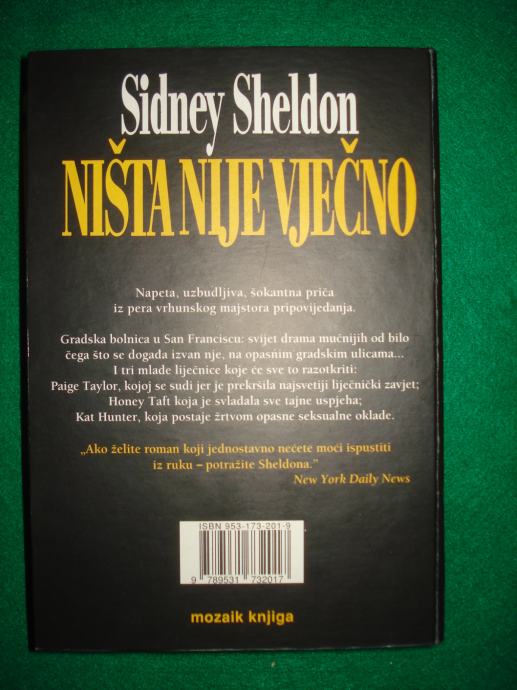 Sidney Sheldon
NIŠTA NIJE VJEČNO
Napeta, uzbudljiva, šokantna priča
iz pera vrhunskog majstora pripovijedanja.
Gradska bolnica u San Franciscu: svijet drama mučnijih od bilo
čega što se događa izvan nje, na opasnim gradskim ulicama...
I tri mlade liječnice koje će sve to razotkriti:
Paige Taylor, kojoj se sudi jer je prekršila najsvetiji liječnički zavjet;
Honey Taft koja je svladala sve tajne uspjeha;
Kat Hunter, koja postaje žrtvom opasne seksualne oklade.
„Ako želite roman koji jednostavno nećete moći ispustiti
iz ruku – potražite Sheldona.”
New York Daily News
ISBN 953-173-201-9
9 789531 732017
mozaik knjiga